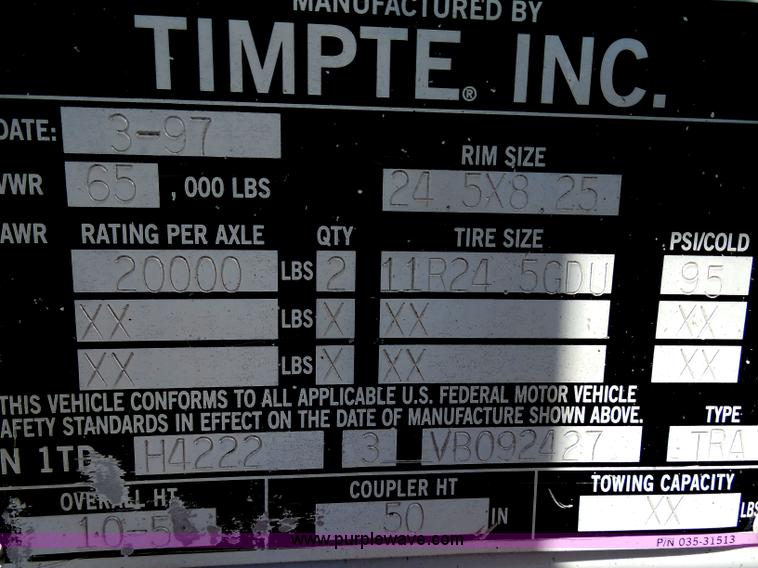 MANUFACTURED BY
TIMPTE® INC.
DATE: 3-97
RIM SIZE
VWR 65 ,000 LBS 24.5X8.25
AWR RATING PER AXLE QTY TIRE SIZE PSI/COLD
20000 LBS 2 11R24.5GDU 95
XX LBS X XX XX
XX LBS X XX XX
THIS VEHICLE CONFORMS TO ALL APPLICABLE U.S. FEDERAL MOTOR VEHICLE
AFETY STANDARDS IN EFFECT ON THE DATE OF MANUFACTURE SHOWN ABOVE.
TYPE
N 1TD H4222 3 VB092427 TRA
OVERALL HT COUPLER HT TOWING CAPACITY
10-5 50 IN XX LBS
www.purplewave.com P/N 035-31513